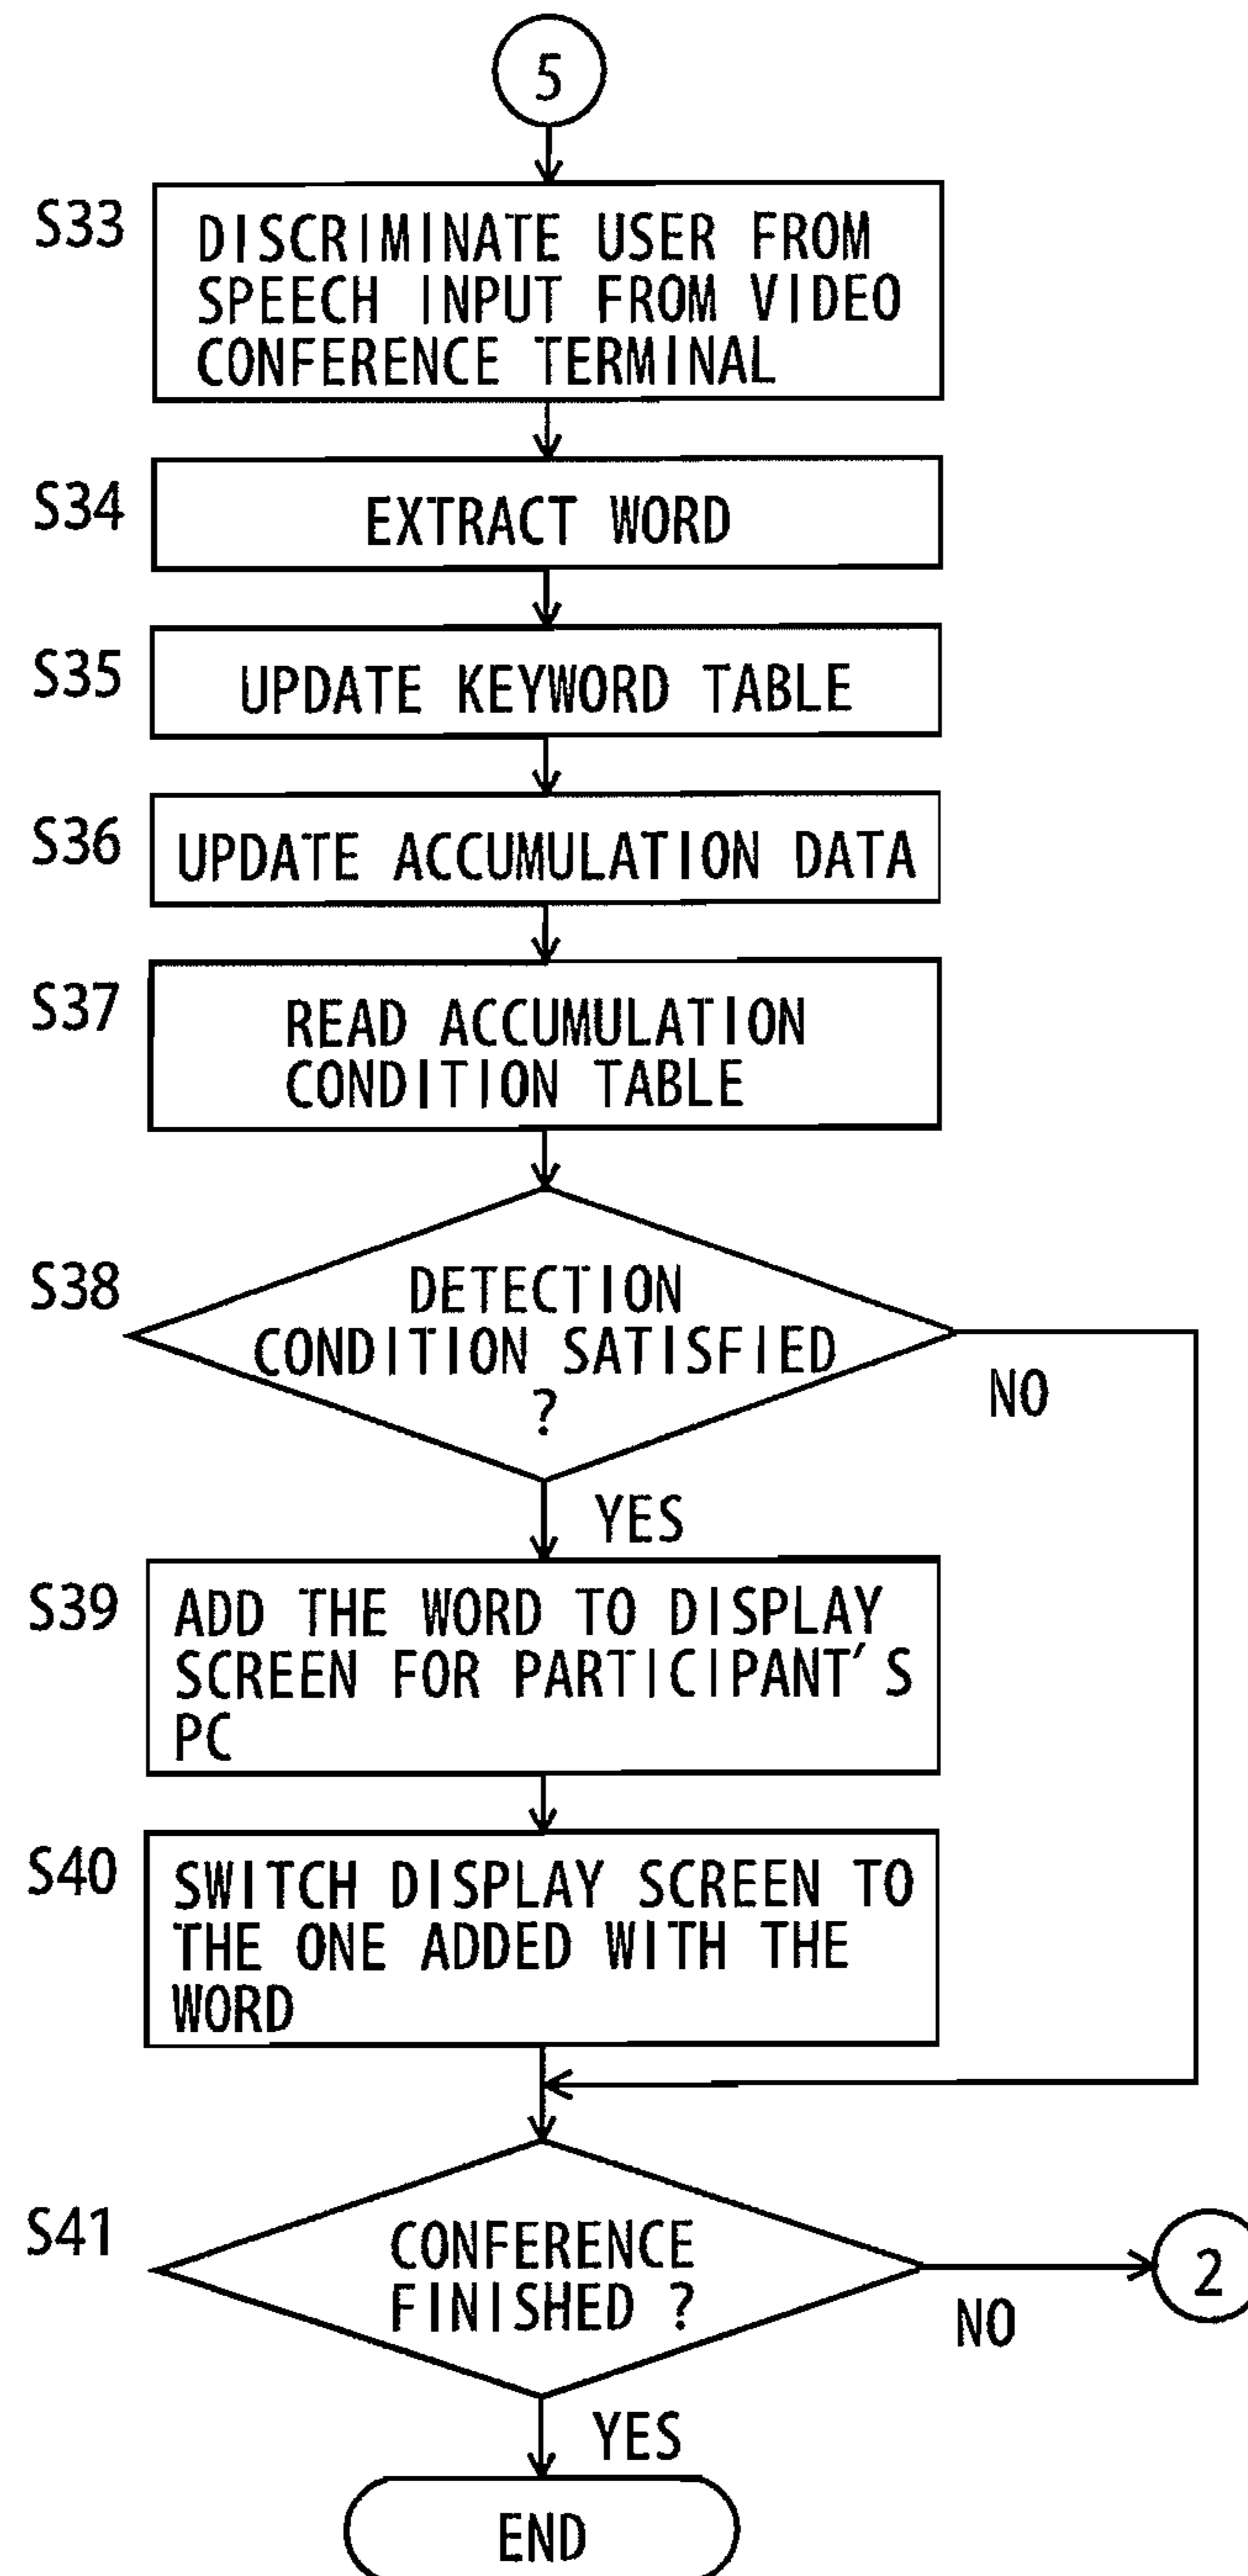 5
S33
DISCRIMINATE USER FROM
SPEECH INPUT FROM VIDEO
CONFERENCE TERMINAL
S34
EXTRACT WORD
S35
UPDATE KEYWORD TABLE
S36
UPDATE ACCUMULATION DATA
S37
READ ACCUMULATION
CONDITION TABLE
S38
DETECTION
CONDITION SATISFIED
?
NO
YES
S39
ADD THE WORD TO DISPLAY
SCREEN FOR PARTICIPANT'S
PC
S40
SWITCH DISPLAY SCREEN TO
THE ONE ADDED WITH THE
WORD
S41
CONFERENCE
FINISHED ?
2
NO
YES
END